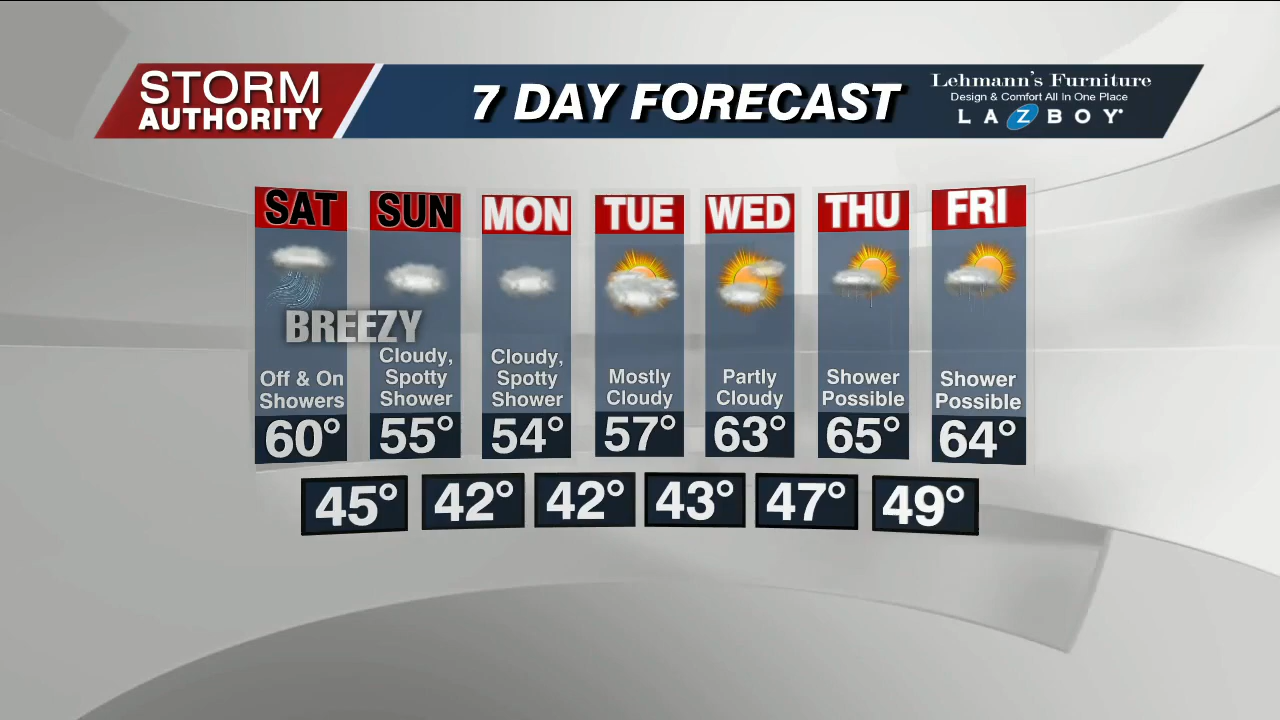 STORM
AUTHORITY
7 DAY FORECAST
Lehmann's Furniture
Design & Comfort All In One Place
LAZBOY®
SAT
SUN
MON
TUE
WED
THU
FRI
BREEZY
Off & On
Showers
Cloudy,
Spotty
Shower
Cloudy,
Spotty
Shower
Mostly
Cloudy
Partly
Cloudy
Shower
Possible
Shower
Possible
60°
55°
54°
57°
63°
65°
64°
45°
42°
42°
43°
47°
49°